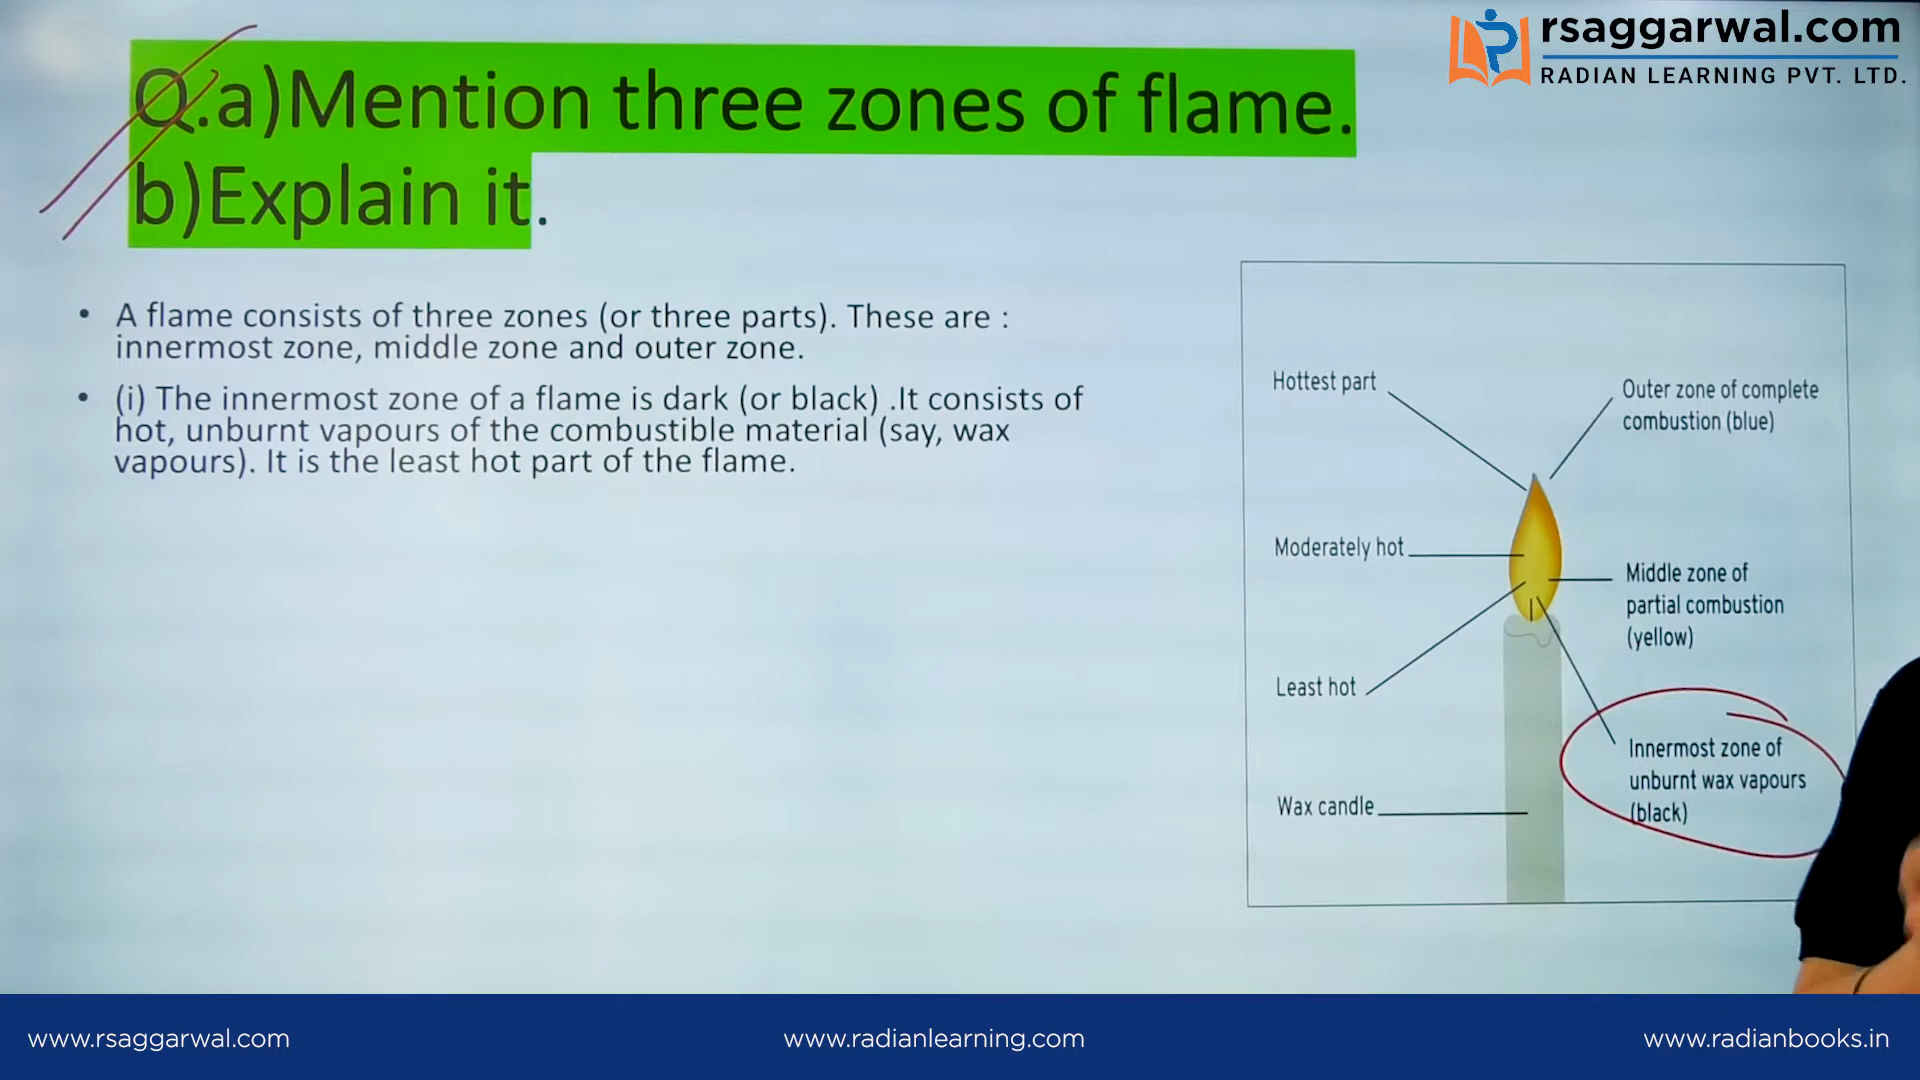 rsaggarwal.com
RADIAN LEARNING PVT. LTD.
Q.a)Mention three zones of flame.
b)Explain it.
• A flame consists of three zones (or three parts). These are :
innermost zone, middle zone and outer zone.
• (i) The innermost zone of a flame is dark (or black) .It consists of
hot, unburnt vapours of the combustible material (say, wax
vapours). It is the least hot part of the flame.
Hottest part
Outer zone of complete
combustion (blue)
Moderately hot
Middle zone of
partial combustion
(yellow)
Least hot
Innermost zone of
unburnt wax vapours
(black)
Wax candle
www.rsaggarwal.com
www.radianlearning.com
www.radianbooks.in